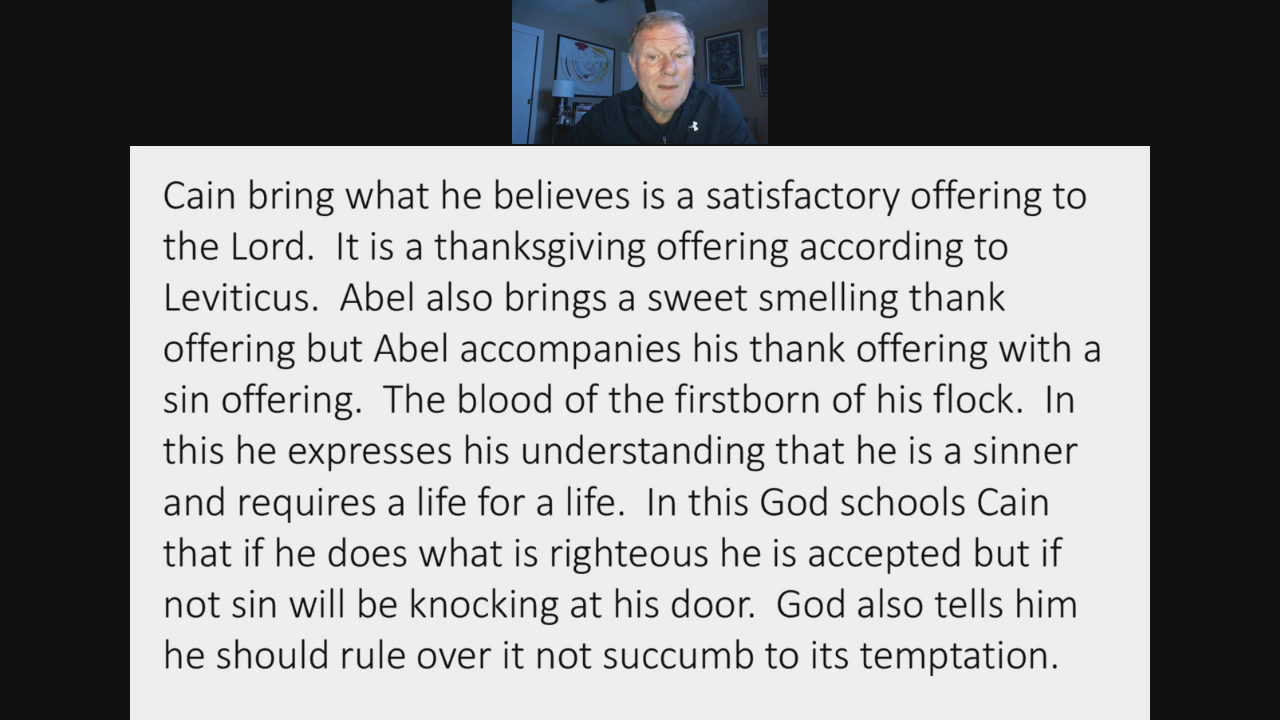 Cain bring what he believes is a satisfactory offering to
the Lord.  It is a thanksgiving offering according to
Leviticus.  Abel also brings a sweet smelling thank
offering but Abel accompanies his thank offering with a
sin offering.  The blood of the firstborn of his flock.  In
this he expresses his understanding that he is a sinner
and requires a life for a life.  In this God schools Cain
that if he does what is righteous he is accepted but if
not sin will be knocking at his door.  God also tells him
he should rule over it not succumb to its temptation.